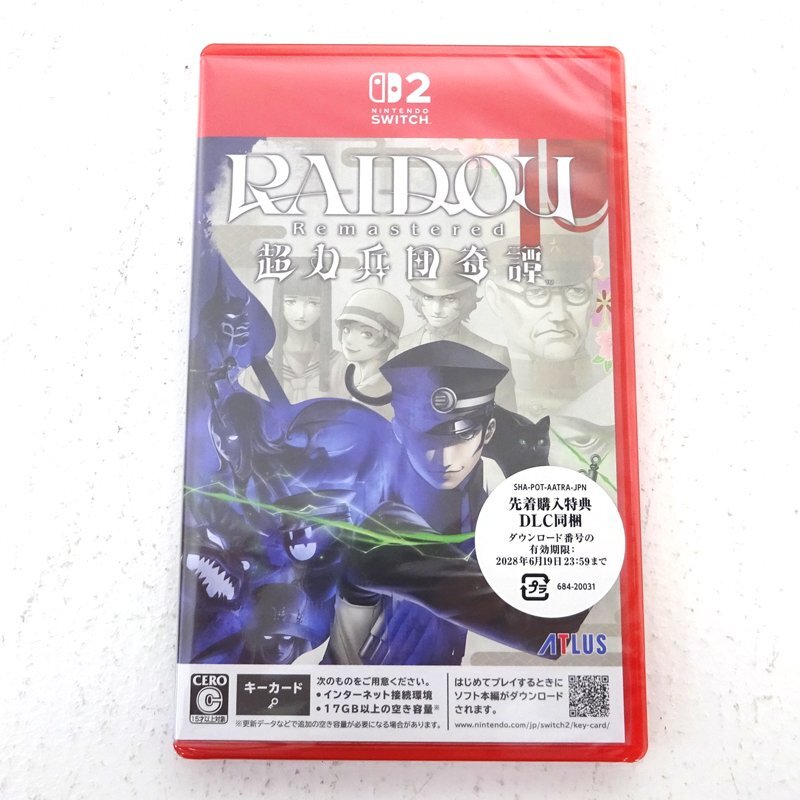 2
NINTENDO
SWITCH
RAIDOU
Remastered
超力兵団奇譚
SHA-POT-AATRA-JPN
先着購入特典
DLC同梱
ダウンロード番号の
有効期限:
2028年6月19日 23:59まで
プラ
684-20031
ATLUS
CERO
C
15才以上対象
キーカード
次のものをご用意ください。
•インターネット接続環境
•17GB以上の空き容量※
※更新データなどで追加の空き容量が必要になる場合があります。
はじめてプレイするときに
ソフト本編がダウンロード
されます。
www.nintendo.com/jp/switch2/key-card/